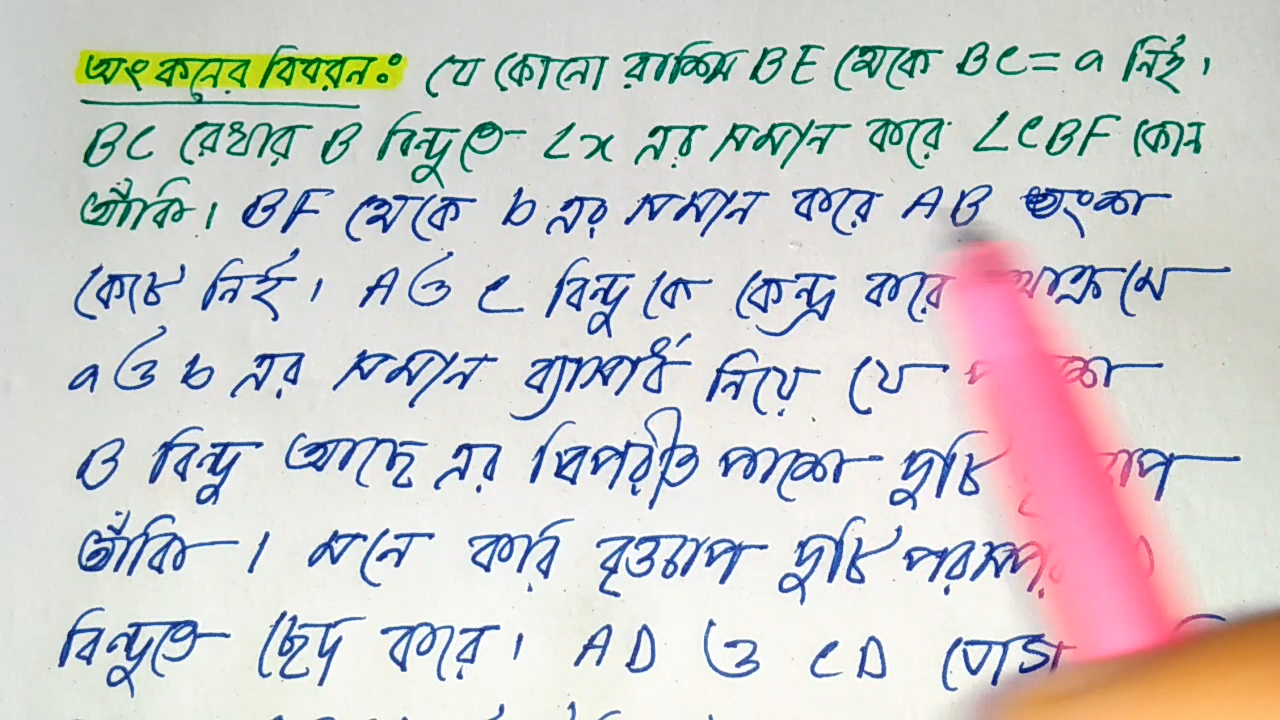 অংকনের বিবরন: যে কোনো রাশ্মি BE থেকে BC = a নিই।
BC রেখার B বিন্দুতে ∠x এর সমান করে ∠CBF কোন
আঁকি। BF থেকে b এর সমান করে AB অংশ
কেটে নিই। A ও C বিন্দুকে কেন্দ্র করে
a ও b এর সমান ব্যাসার্ধ নিয়ে যে
B বিন্দু আছে এর বিপরীত পাশে দুটি
আঁকি। মনে করি বৃত্তচাপ দুটি পরস্পর
বিন্দুতে ছেদ করে। AD ও CD